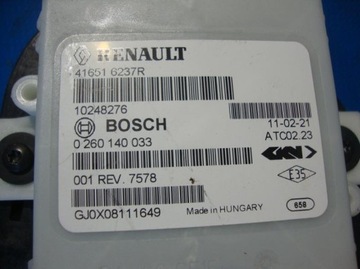 RENAULT
41651 6237R
10248276
BOSCH
11-02-21
0 260 140 033
ATC02.23
GKN
001 REV. 7578
E35
GJ0X08111649
Made in HUNGARY
658